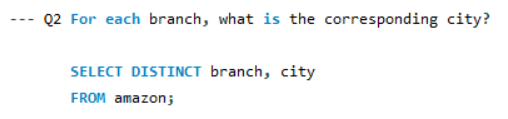 --- Q2 For each branch, what is the corresponding city?
SELECT DISTINCT branch, city
FROM amazon;